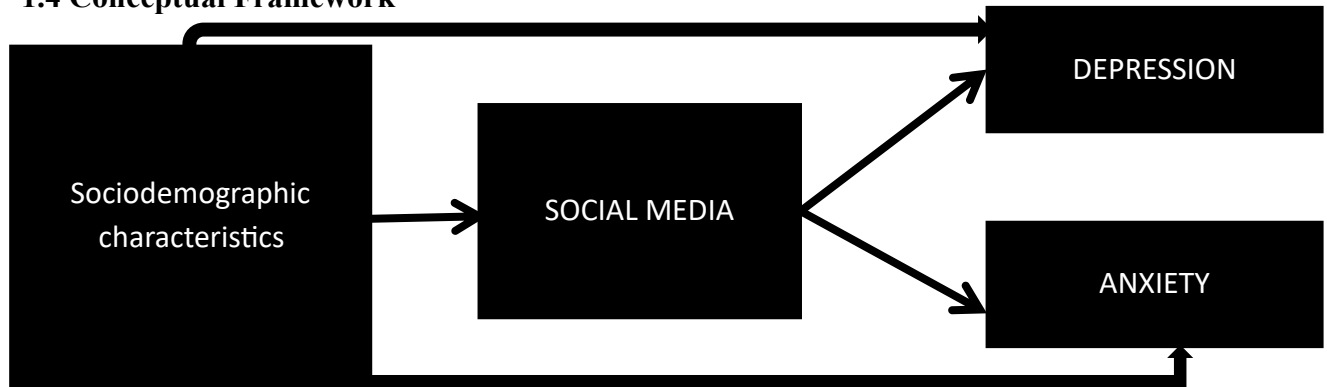 1.4 Conceptual Framework
DEPRESSION
Sociodemographic
characteristics
SOCIAL MEDIA
ANXIETY